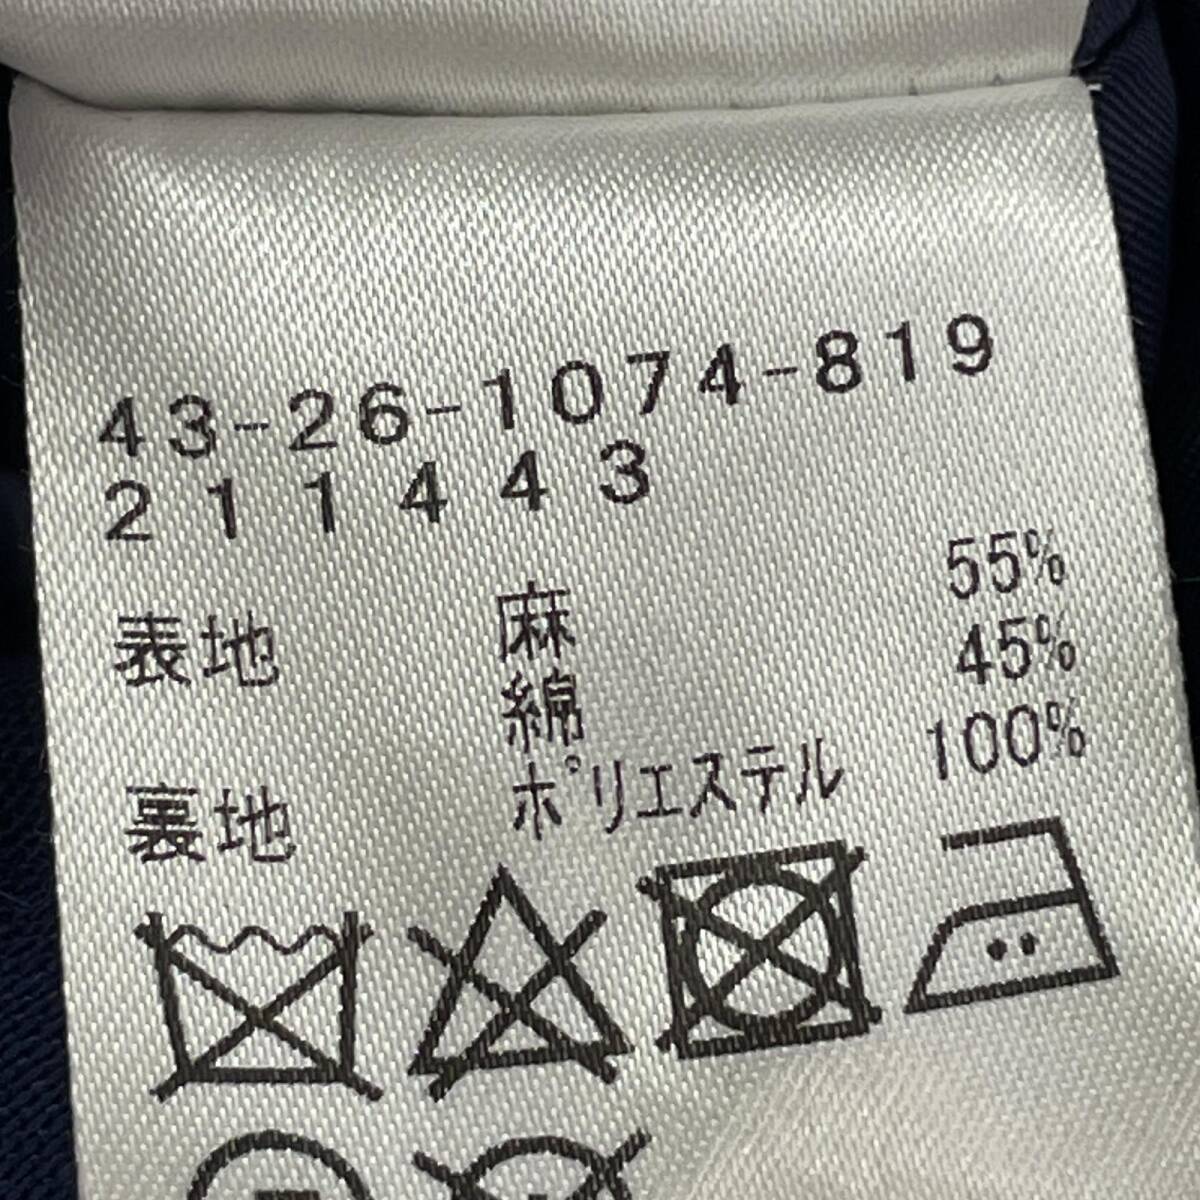 43-26-1074-819
211443
表地 麻 55%
綿 45%
裏地 ポリエステル 100%